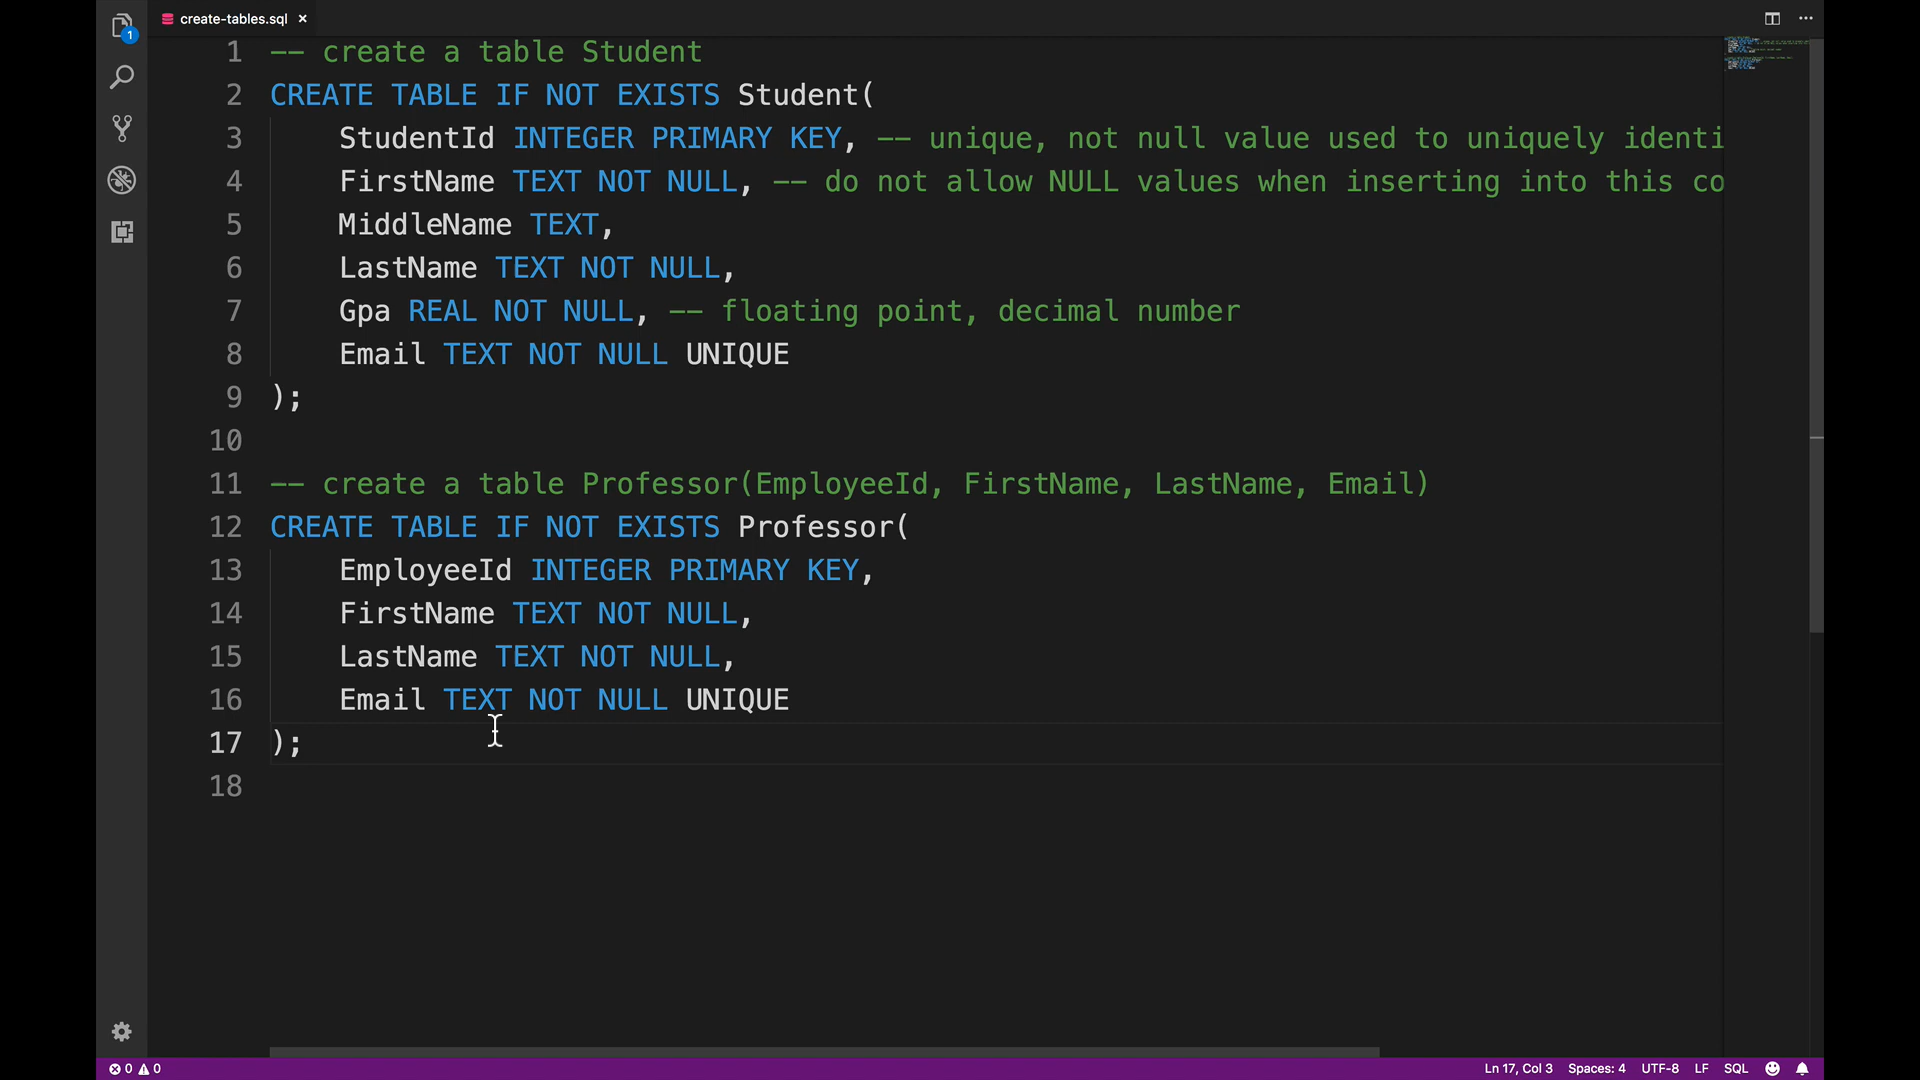 create-tables.sql ×
1
1 -- create a table Student
2 CREATE TABLE IF NOT EXISTS Student(
3 StudentId INTEGER PRIMARY KEY, -- unique, not null value used to uniquely identi
4 FirstName TEXT NOT NULL, -- do not allow NULL values when inserting into this co
5 MiddleName TEXT,
6 LastName TEXT NOT NULL,
7 Gpa REAL NOT NULL, -- floating point, decimal number
8 Email TEXT NOT NULL UNIQUE
9 );
10
11 -- create a table Professor(EmployeeId, FirstName, LastName, Email)
12 CREATE TABLE IF NOT EXISTS Professor(
13 EmployeeId INTEGER PRIMARY KEY,
14 FirstName TEXT NOT NULL,
15 LastName TEXT NOT NULL,
16 Email TEXT NOT NULL UNIQUE
17 );
18
0 0 Ln 17, Col 3 Spaces: 4 UTF-8 LF SQL